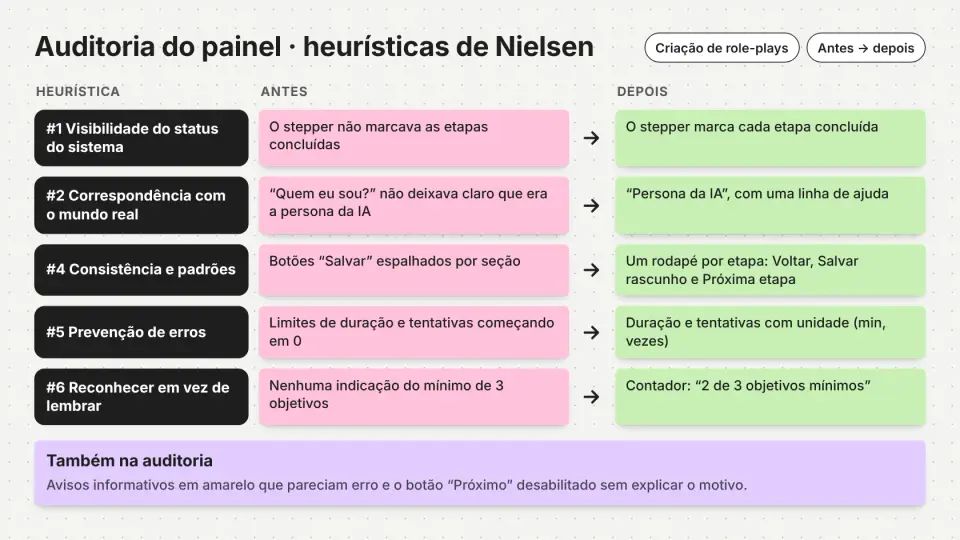 Auditoria do painel · heurísticas de Nielsen
Criação de role-plays
Antes → depois
HEURÍSTICA
ANTES
DEPOIS
#1 Visibilidade do status
do sistema
O stepper não marcava as etapas
concluídas
→
O stepper marca cada etapa concluída
#2 Correspondência com
o mundo real
“Quem eu sou?” não deixava claro que era
a persona da IA
→
“Persona da IA”, com uma linha de ajuda
#4 Consistência e padrões
Botões “Salvar” espalhados por seção
→
Um rodapé por etapa: Voltar, Salvar
rascunho e Próxima etapa
#5 Prevenção de erros
Limites de duração e tentativas começando
em 0
→
Duração e tentativas com unidade (min,
vezes)
#6 Reconhecer em vez de
lembrar
Nenhuma indicação do mínimo de 3
objetivos
→
Contador: “2 de 3 objetivos mínimos”
Também na auditoria
Avisos informativos em amarelo que pareciam erro e o botão “Próximo” desabilitado sem explicar o motivo.